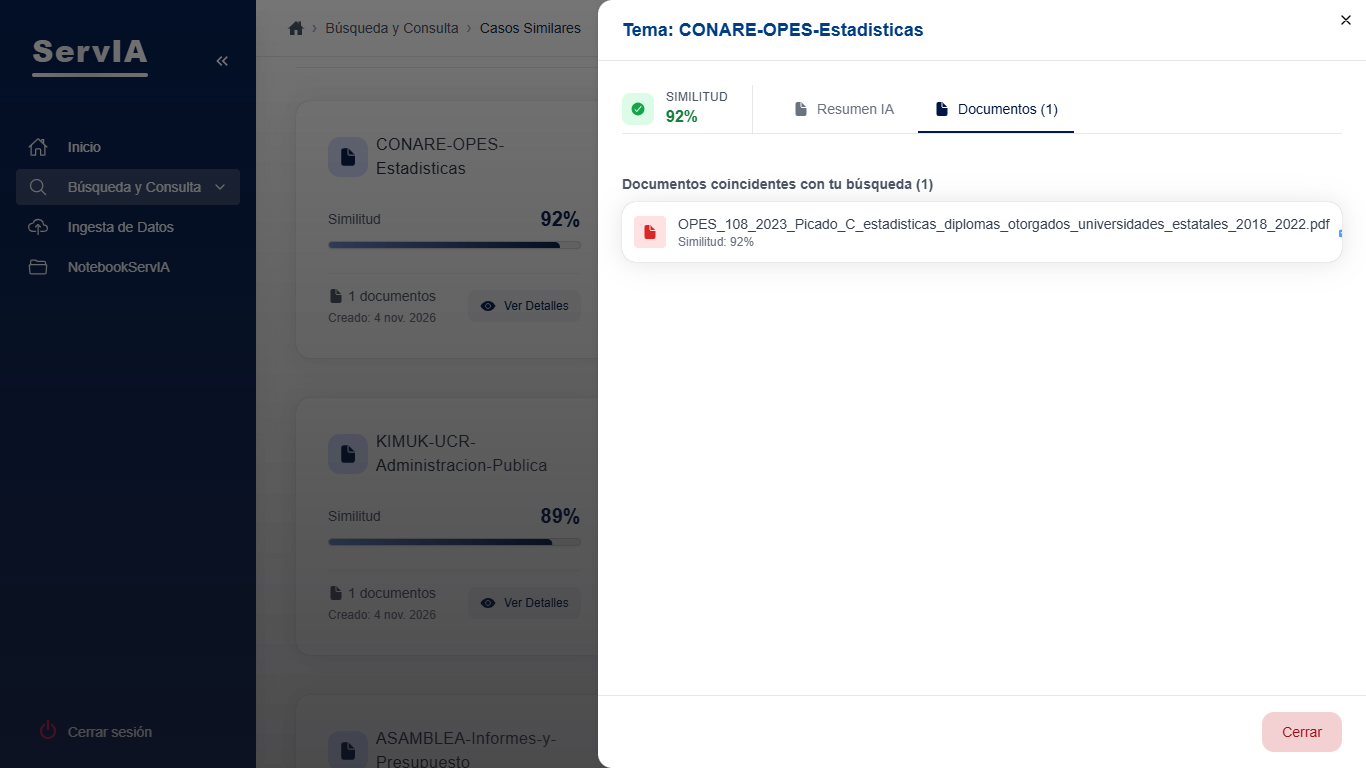 ServIA
Inicio
Búsqueda y Consulta
Ingesta de Datos
NotebookServIA
Cerrar sesión
Búsqueda y Consulta › Casos Similares
CONARE-OPES-
Estadisticas
Similitud 92%
1 documentos
Creado: 4 nov. 2026
Ver Detalles
KIMUK-UCR-
Administracion-Publica
Similitud 89%
1 documentos
Creado: 4 nov. 2026
Ver Detalles
ASAMBLEA-Informes-y-
Presupuesto
Tema: CONARE-OPES-Estadisticas
SIMILITUD
92%
Resumen IA
Documentos (1)
Documentos coincidentes con tu búsqueda (1)
OPES_108_2023_Picado_C_estadisticas_diplomas_otorgados_universidades_estatales_2018_2022.pdf
Similitud: 92%
Cerrar